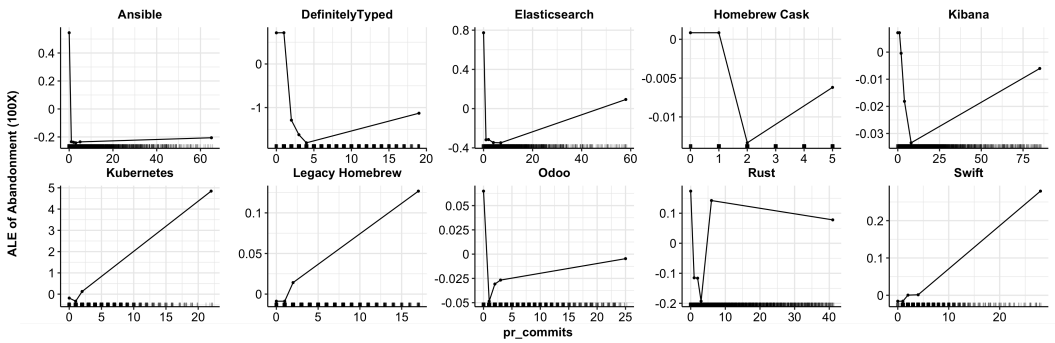 Ansible DefinitelyTyped Elasticsearch Homebrew Cask Kibana
0.4 0.2 0.0 -0.2
0 20 40 60
0 -1
0 5 10 15 20
0.8 0.4 0 -0.4
0 20 40 60
0 -0.005 -0.01
0 1 2 3 4 5
0 -0.01 -0.02 -0.03
0 25 50 75
ALE of Abandonment (100X)
Kubernetes Legacy Homebrew Odoo Rust Swift
5 4 3 2 1 0
0 5 10 15 20
0.1 0.05 0
0 5 10 15
0.05 0.025 0 -0.025 -0.05
0 5 10 15 20 25
0.1 0 -0.1 -0.2
0 10 20 30 40
0.2 0.1 0
0 10 20
pr_commits